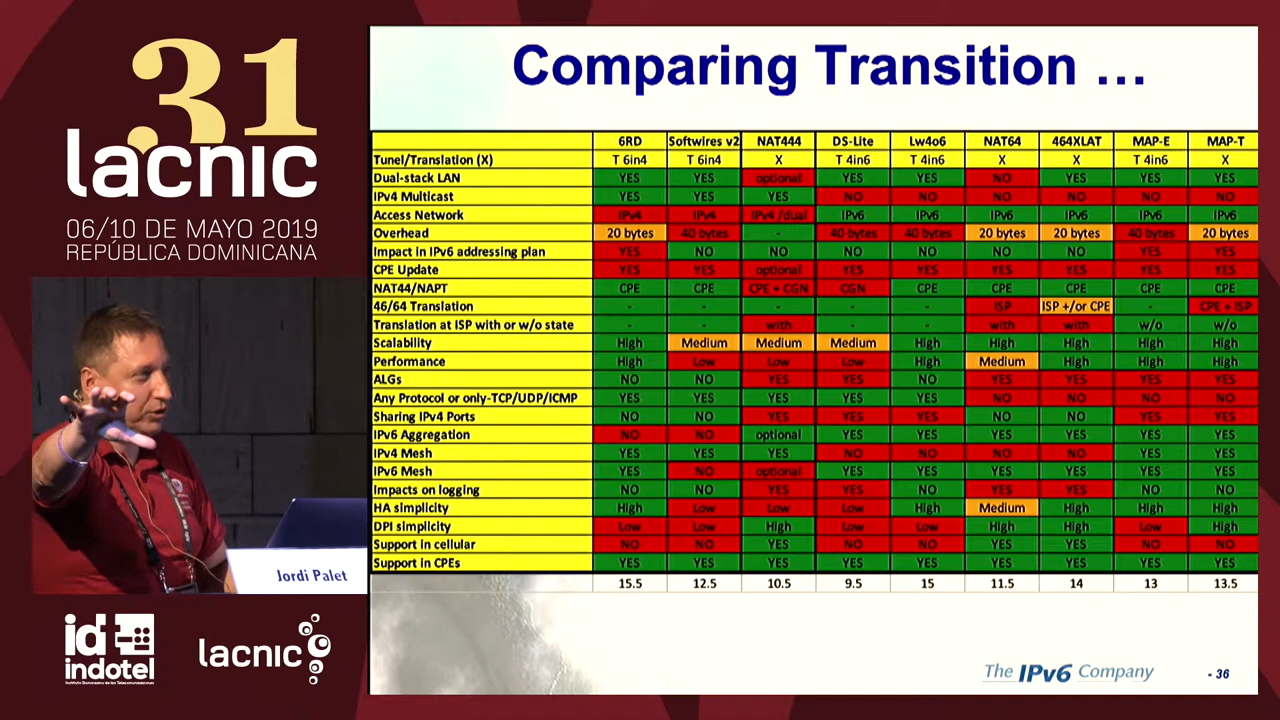 31
lacnic
06/10 DE MAYO 2019
REPÚBLICA DOMINICANA
Jordi Palet
id
indotel
lacnic
Comparing Transition …
6RD Softwires v2 NAT444 DS-Lite Lw4o6 NAT64 464XLAT MAP-E MAP-T
Tunel/Translation (X) T 6in4 T 6in4 X T 4in6 T 4in6 X X T 4in6 X
Dual-stack LAN YES YES optional YES YES NO YES YES YES
IPv4 Multicast YES YES YES NO NO NO NO NO NO
Access Network IPv4 IPv4 IPv4 /dual IPv6 IPv6 IPv6 IPv6 IPv6 IPv6
Overhead 20 bytes 40 bytes - 40 bytes 40 bytes 20 bytes 20 bytes 40 bytes 20 bytes
Impact in IPv6 addressing plan YES NO NO NO NO NO NO YES YES
CPE Update YES YES optional YES YES YES YES YES YES
NAT44/NAPT CPE CPE CPE + CGN CGN CPE CPE CPE CPE CPE
46/64 Translation - - - - - ISP ISP +/or CPE - CPE + ISP
Translation at ISP with or w/o state - - with - - with with w/o w/o
Scalability High Medium Medium Medium High High High High High
Performance High Low Low Low High Medium High High High
ALGs NO NO YES YES NO YES YES YES YES
Any Protocol or only-TCP/UDP/ICMP YES YES YES YES YES NO NO NO NO
Sharing IPv4 Ports NO NO YES YES YES NO NO YES YES
IPv6 Aggregation NO NO optional YES YES YES YES YES YES
IPv4 Mesh YES YES YES NO NO NO NO YES YES
IPv6 Mesh YES NO optional YES YES YES YES YES YES
Impacts on logging NO NO YES YES NO YES YES NO NO
HA simplicity High Low Low Low High Medium High High High
DPI simplicity Low Low High Low Low High High Low High
Support in cellular NO NO YES NO NO YES YES NO NO
Support in CPEs YES YES YES YES YES YES YES YES YES
15.5 12.5 10.5 9.5 15 11.5 14 13 13.5
The IPv6 Company
- 36